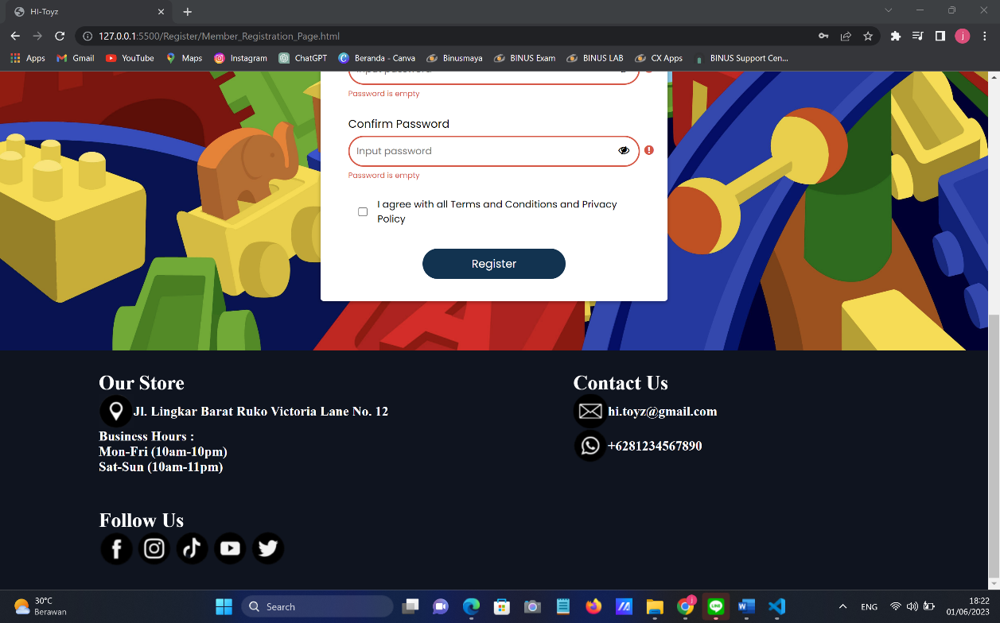 HI-Toyz
127.0.0.1:5500/Register/Member_Registration_Page.html
j
Apps
Gmail
YouTube
Maps
Instagram
ChatGPT
Beranda - Canva
Binusmaya
BINUS Exam
BINUS LAB
CX Apps
BINUS Support Cen...
Input password
Password is empty
Confirm Password
Input password
Password is empty
I agree with all Terms and Conditions and Privacy
Policy
Register
A
Our Store
Jl. Lingkar Barat Ruko Victoria Lane No. 12
Business Hours :
Mon-Fri (10am-10pm)
Sat-Sun (10am-11pm)
Contact Us
hi.toyz@gmail.com
+6281234567890
Follow Us
30°C
Berawan
Search
LINE
ENG
18:22
01/06/2023